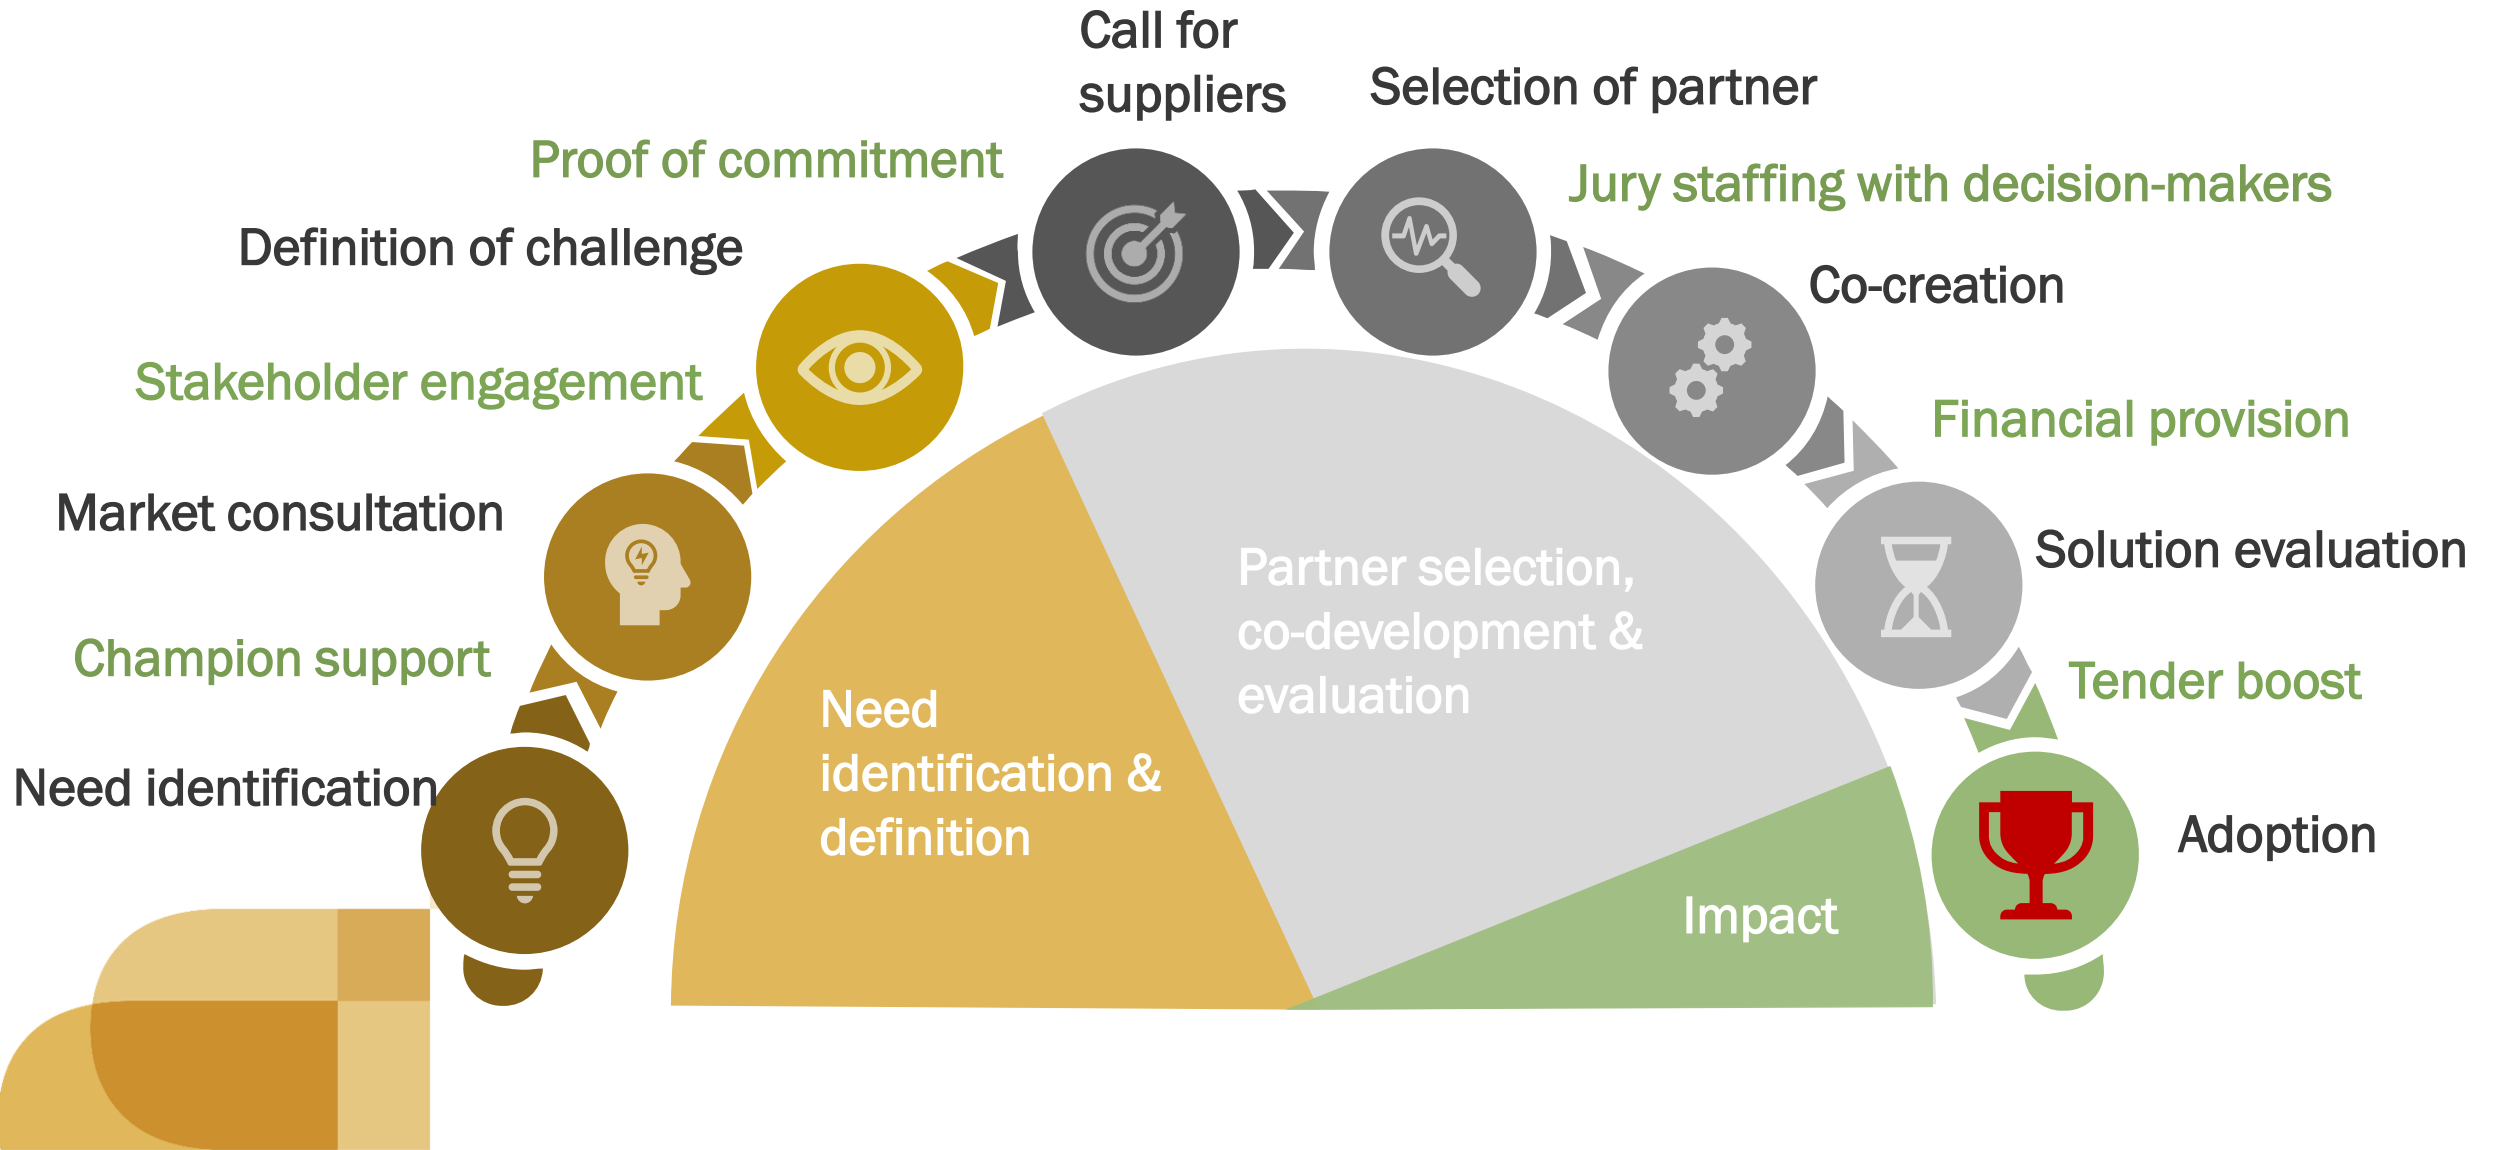 Call for
suppliers
Selection of partner
Proof of commitment
Jury staffing with decision-makers
Definition of challenge
Co-creation
Stakeholder engagement
Financial provision
Market consultation
Solution evaluation
Champion support
Tender boost
Need identification
Adoption
Partner selection,
co-development &
evaluation
Need
identification &
definition
Impact